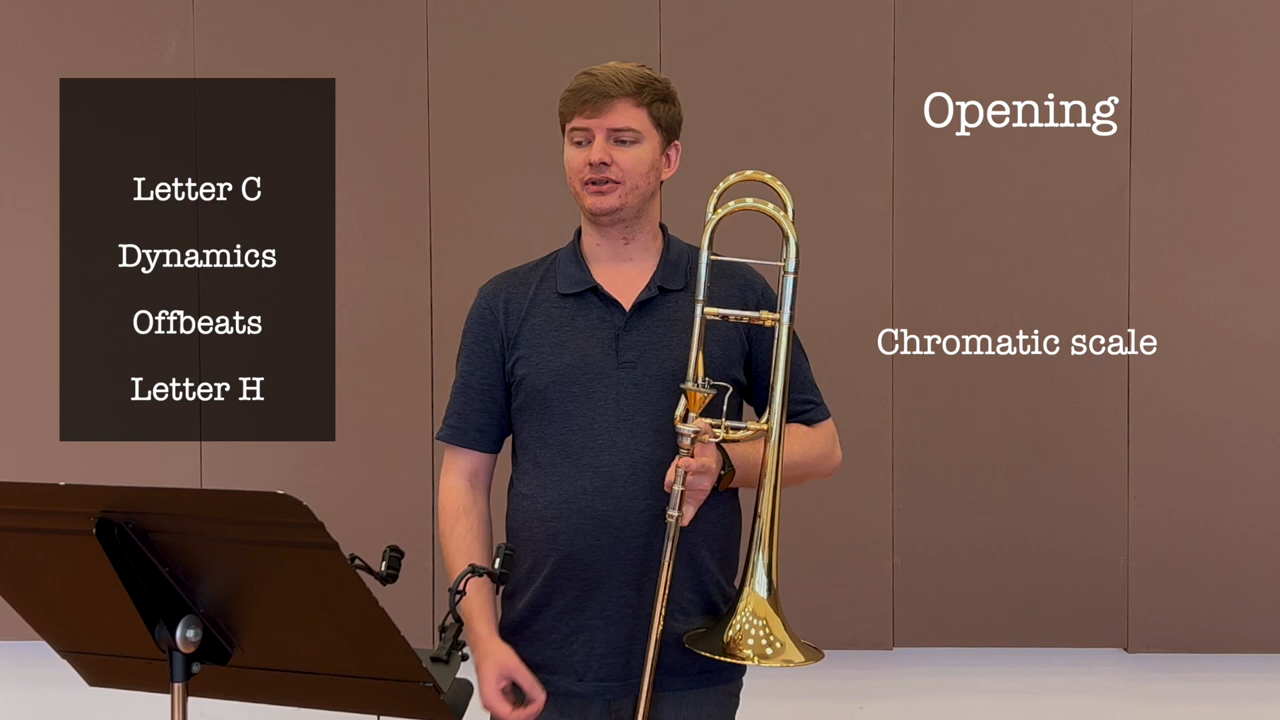 Letter C
Dynamics
Offbeats
Letter H
Opening
Chromatic scale